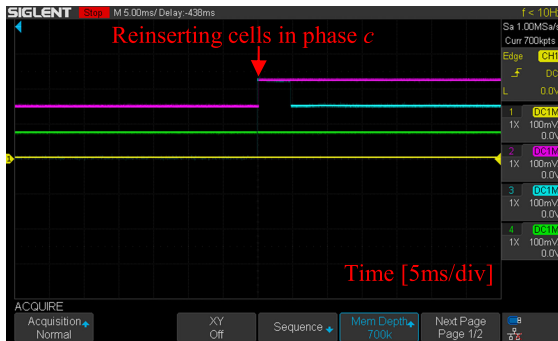 SIGLENT Stop M 5.00ms/ Delay:-438ms f < 10Hz
Sa 1.00MSa/s
Curr 700kpts
Reinserting cells in phase c
Edge CH1
DC
L 0.0V
1 DC1M
1X 100mV/
0.0V
2 DC1M
1X 100mV/
0.0V
3 DC1M
1X 100mV/
0.0V
4 DC1M
1X 100mV/
0.0V
1
Time [5ms/div]
ACQUIRE
Acquisition Normal
XY Off
Sequence
Mem Depth 700k
Next Page Page 1/2